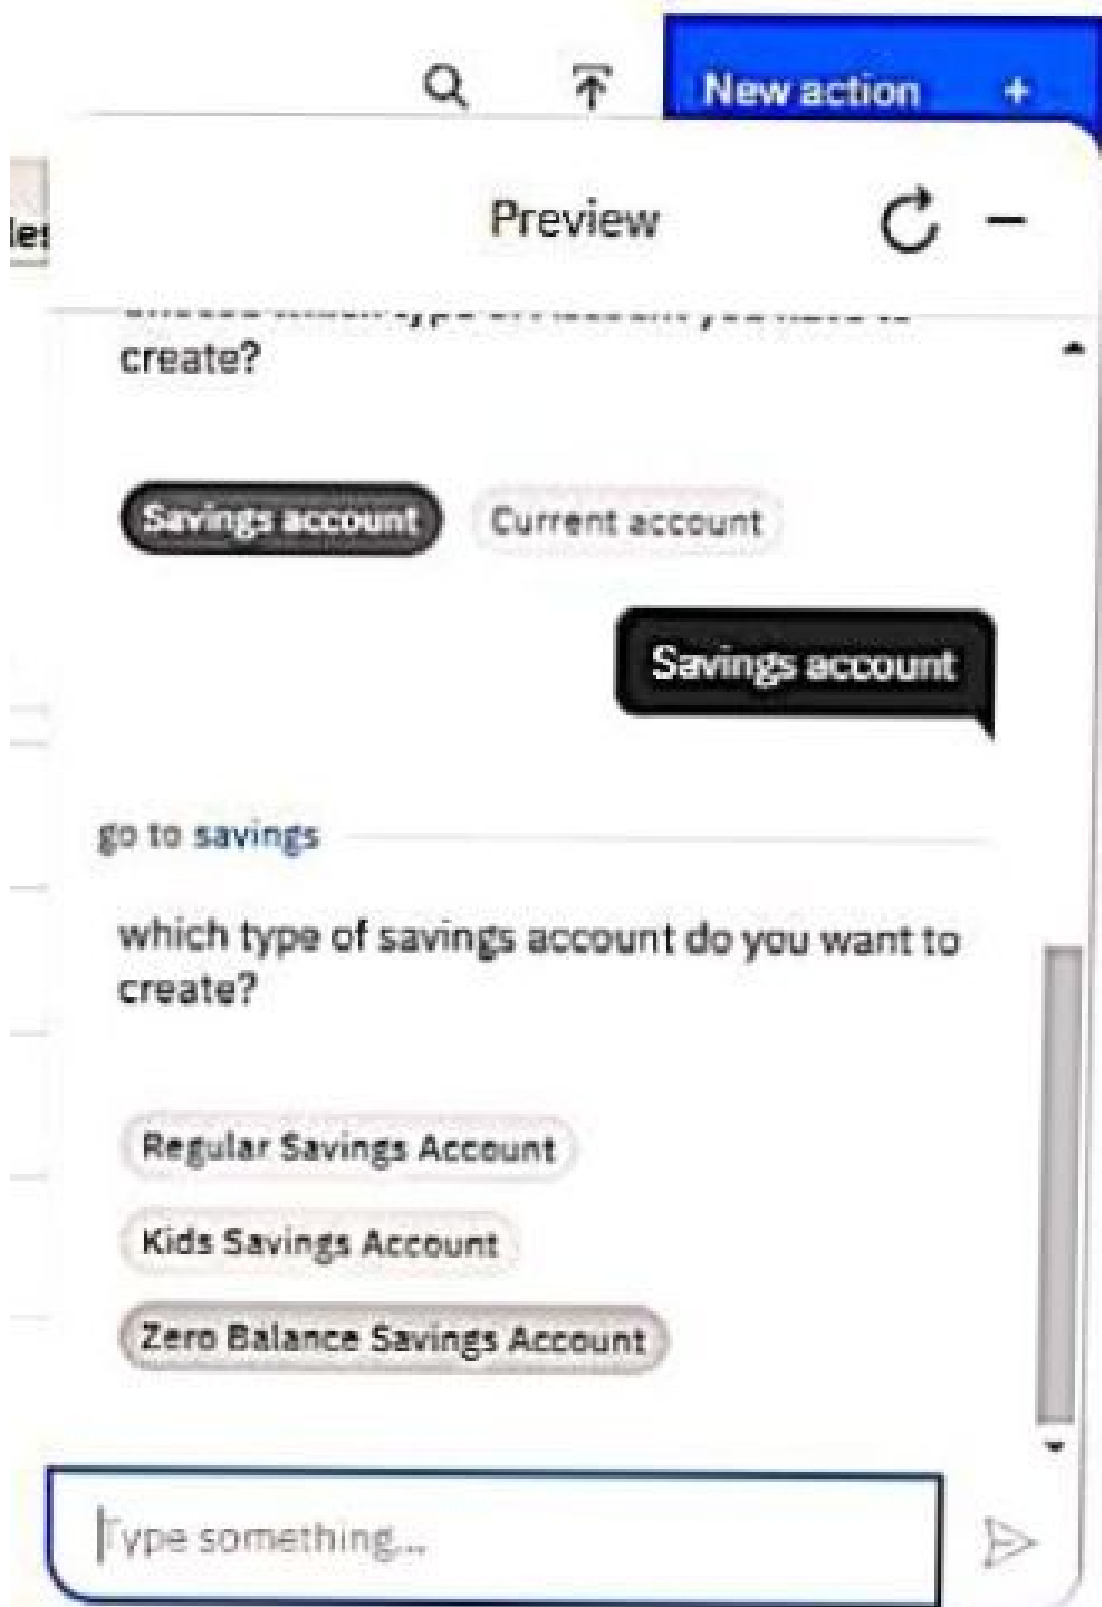 New action +
Preview
create?
Savings account Current account
Savings account
go to savings
which type of savings account do you want to
create?
Regular Savings Account
Kids Savings Account
Zero Balance Savings Account
Type something...